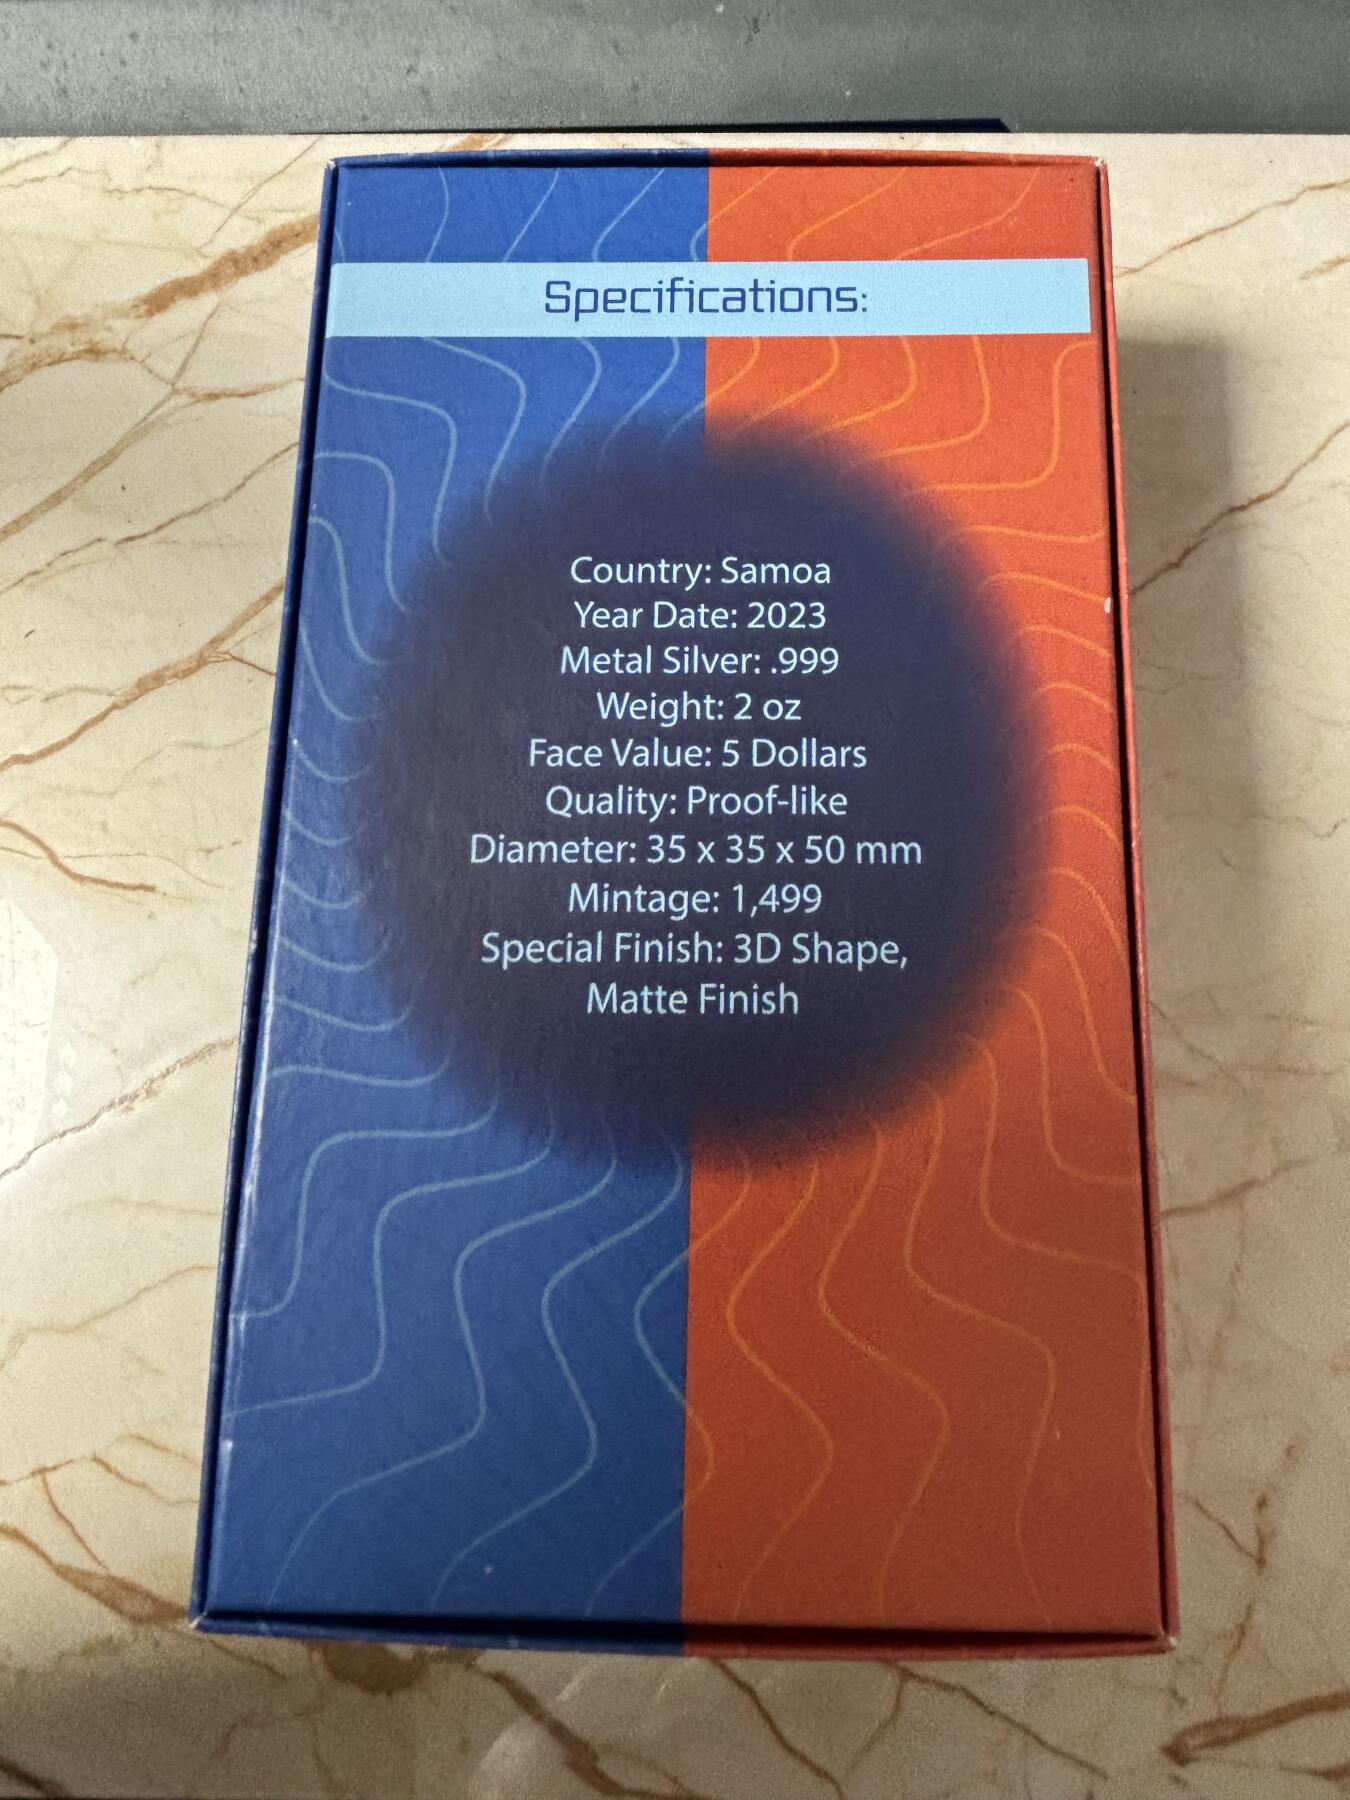 Specifications:
Country: Samoa
Year Date: 2023
Metal Silver: .999
Weight: 2 oz
Face Value: 5 Dollars
Quality: Proof-like
Diameter: 35 x 35 x 50 mm
Mintage: 1,499
Special Finish: 3D Shape,
Matte Finish